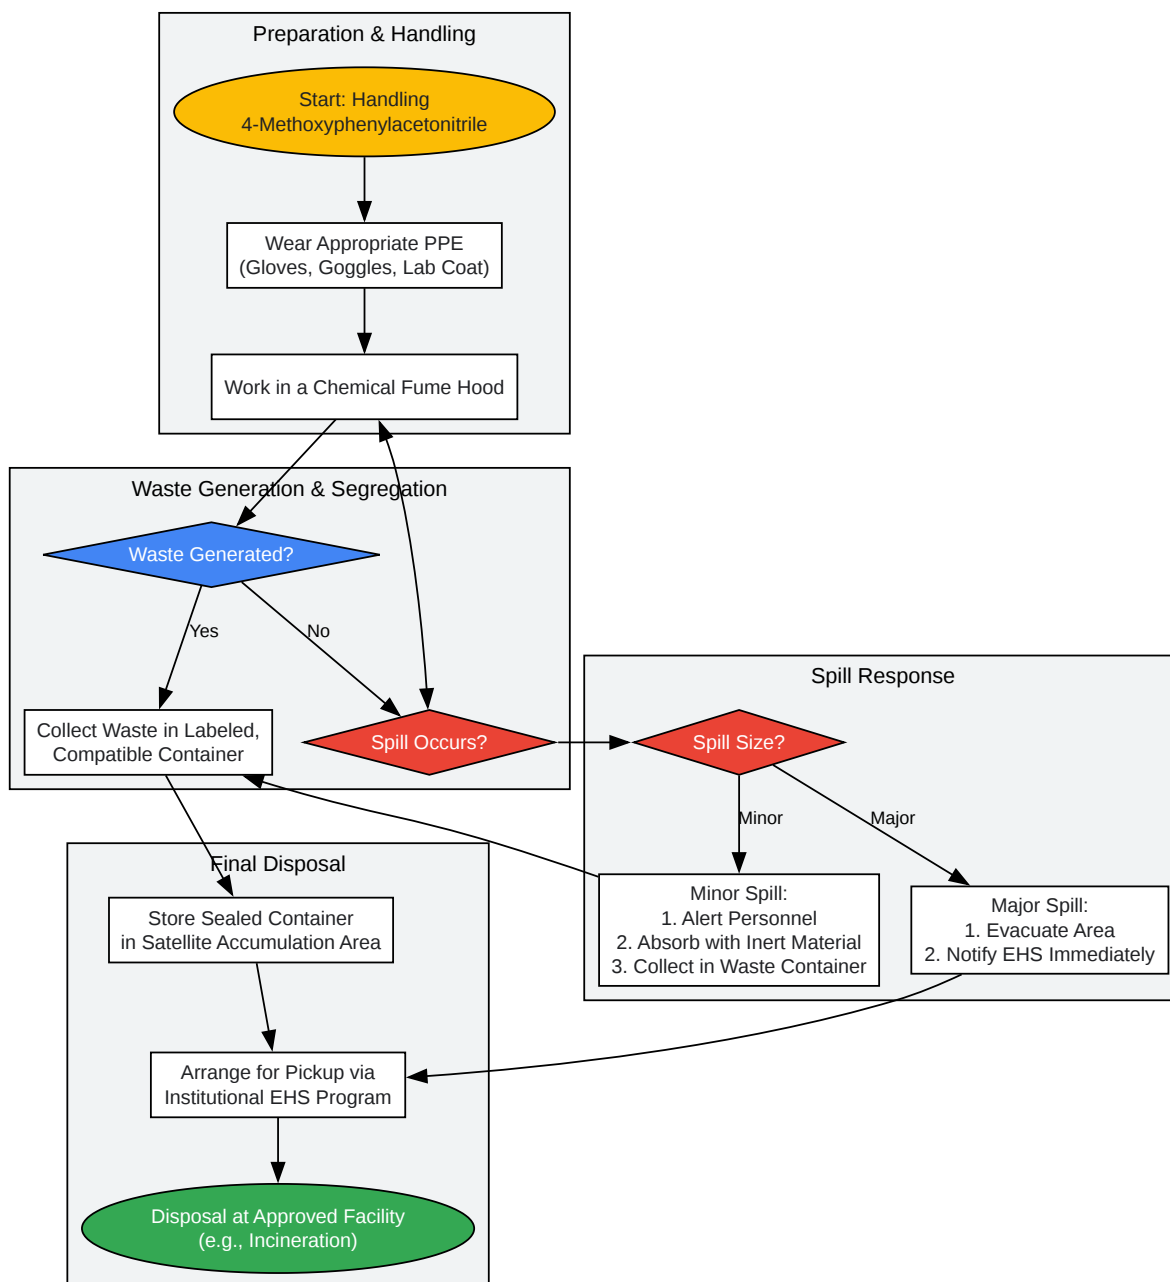 Preparation & Handling
Start: Handling
4-Methoxyphenylacetonitrile
Wear Appropriate PPE
(Gloves, Goggles, Lab Coat)
Work in a Chemical Fume Hood
Waste Generation & Segregation
Waste Generated?
Yes
No
Collect Waste in Labeled,
Compatible Container
Spill Occurs?
Spill Response
Spill Size?
Minor
Major
Minor Spill:
1. Alert Personnel
2. Absorb with Inert Material
3. Collect in Waste Container
Major Spill:
1. Evacuate Area
2. Notify EHS Immediately
Final Disposal
Store Sealed Container
in Satellite Accumulation Area
Arrange for Pickup via
Institutional EHS Program
Disposal at Approved Facility
(e.g., Incineration)